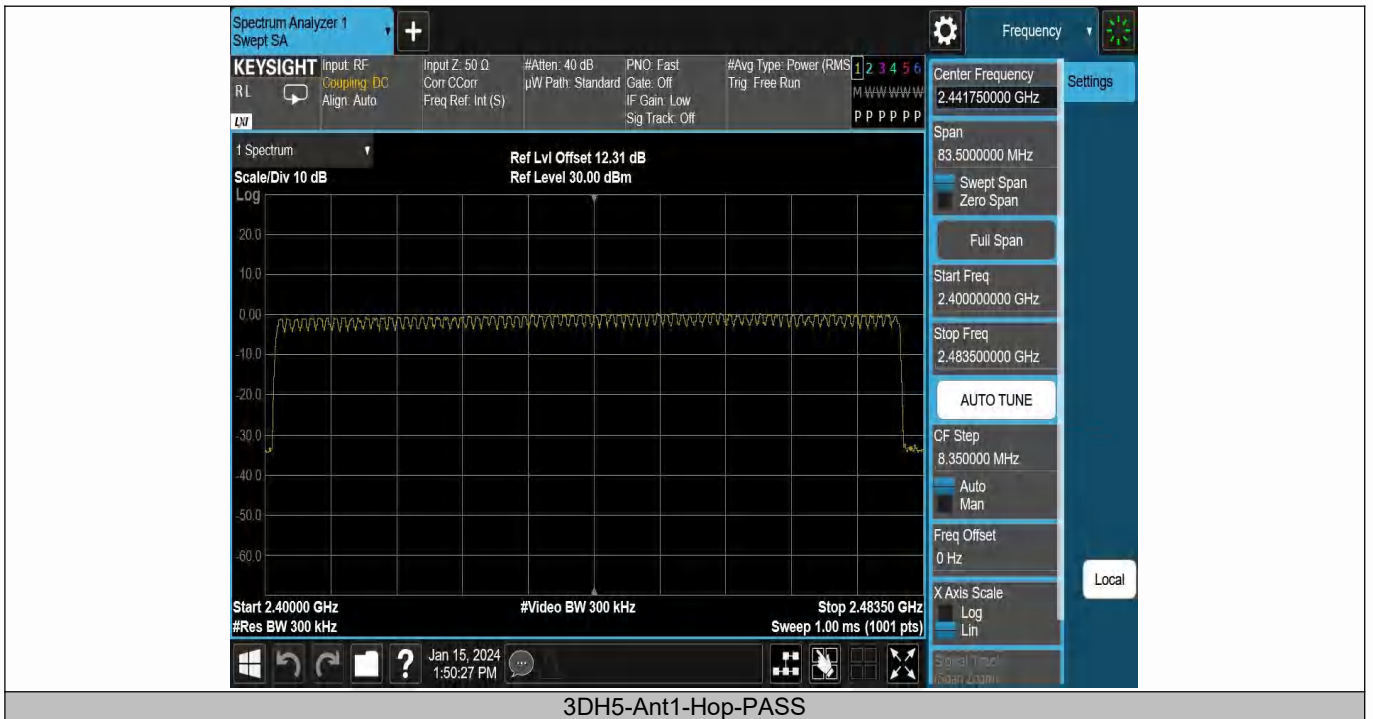 Spectrum Analyzer 1
Swept SA
+
Frequency
KEYSIGHT
RL
LXI
Input: RF
Coupling: DC
Align: Auto
Input Z: 50 Ω
Corr CCorr
Freq Ref: Int (S)
#Atten: 40 dB
µW Path: Standard
PNO: Fast
Gate: Off
IF Gain: Low
Sig Track: Off
#Avg Type: Power (RMS
Trig: Free Run
1 2 3 4 5 6
M W W W W W
P P P P P P
1 Spectrum
Scale/Div 10 dB
Ref Lvl Offset 12.31 dB
Ref Level 30.00 dBm
Log
20.0
10.0
0.00
-10.0
-20.0
-30.0
-40.0
-50.0
-60.0
Start 2.40000 GHz
#Res BW 300 kHz
#Video BW 300 kHz
Stop 2.48350 GHz
Sweep 1.00 ms (1001 pts)
Center Frequency
2.441750000 GHz
Settings
Span
83.5000000 MHz
Swept Span
Zero Span
Full Span
Start Freq
2.400000000 GHz
Stop Freq
2.483500000 GHz
AUTO TUNE
CF Step
8.350000 MHz
Auto
Man
Freq Offset
0 Hz
X Axis Scale
Log
Lin
Signal Track
(Span Zoom)
Local
?
Jan 15, 2024
1:50:27 PM
3DH5-Ant1-Hop-PASS